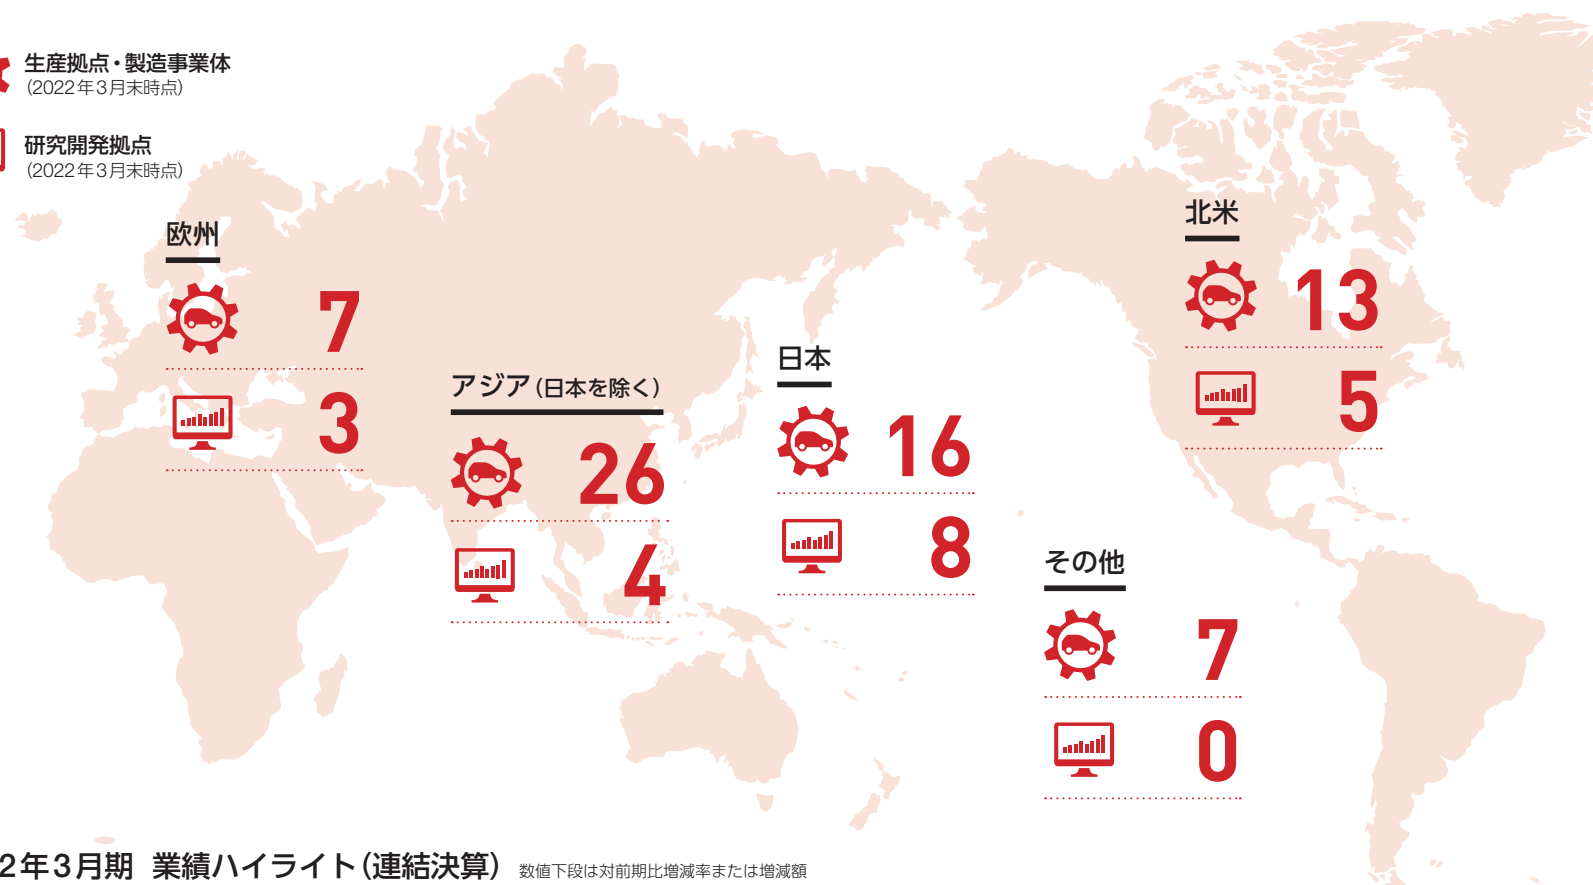 生産拠点・製造事業体
(2022年3月末時点)
研究開発拠点
(2022年3月末時点)
欧州
7
3
アジア(日本を除く)
26
4
日本
16
8
北米
13
5
その他
7
0
2年3月期 業績ハイライト(連結決算) 数値下段は対前期比増減率または増減額